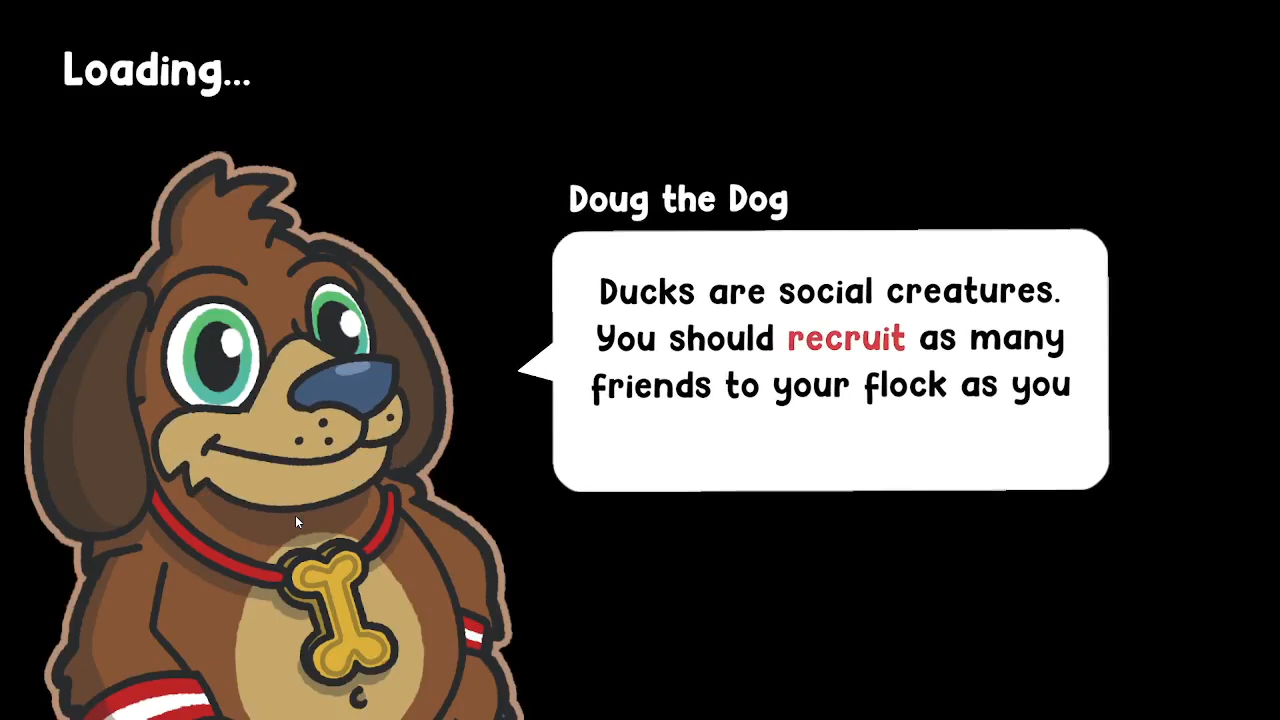 Loading...
Doug the Dog
Ducks are social creatures.
You should recruit as many
friends to your flock as you